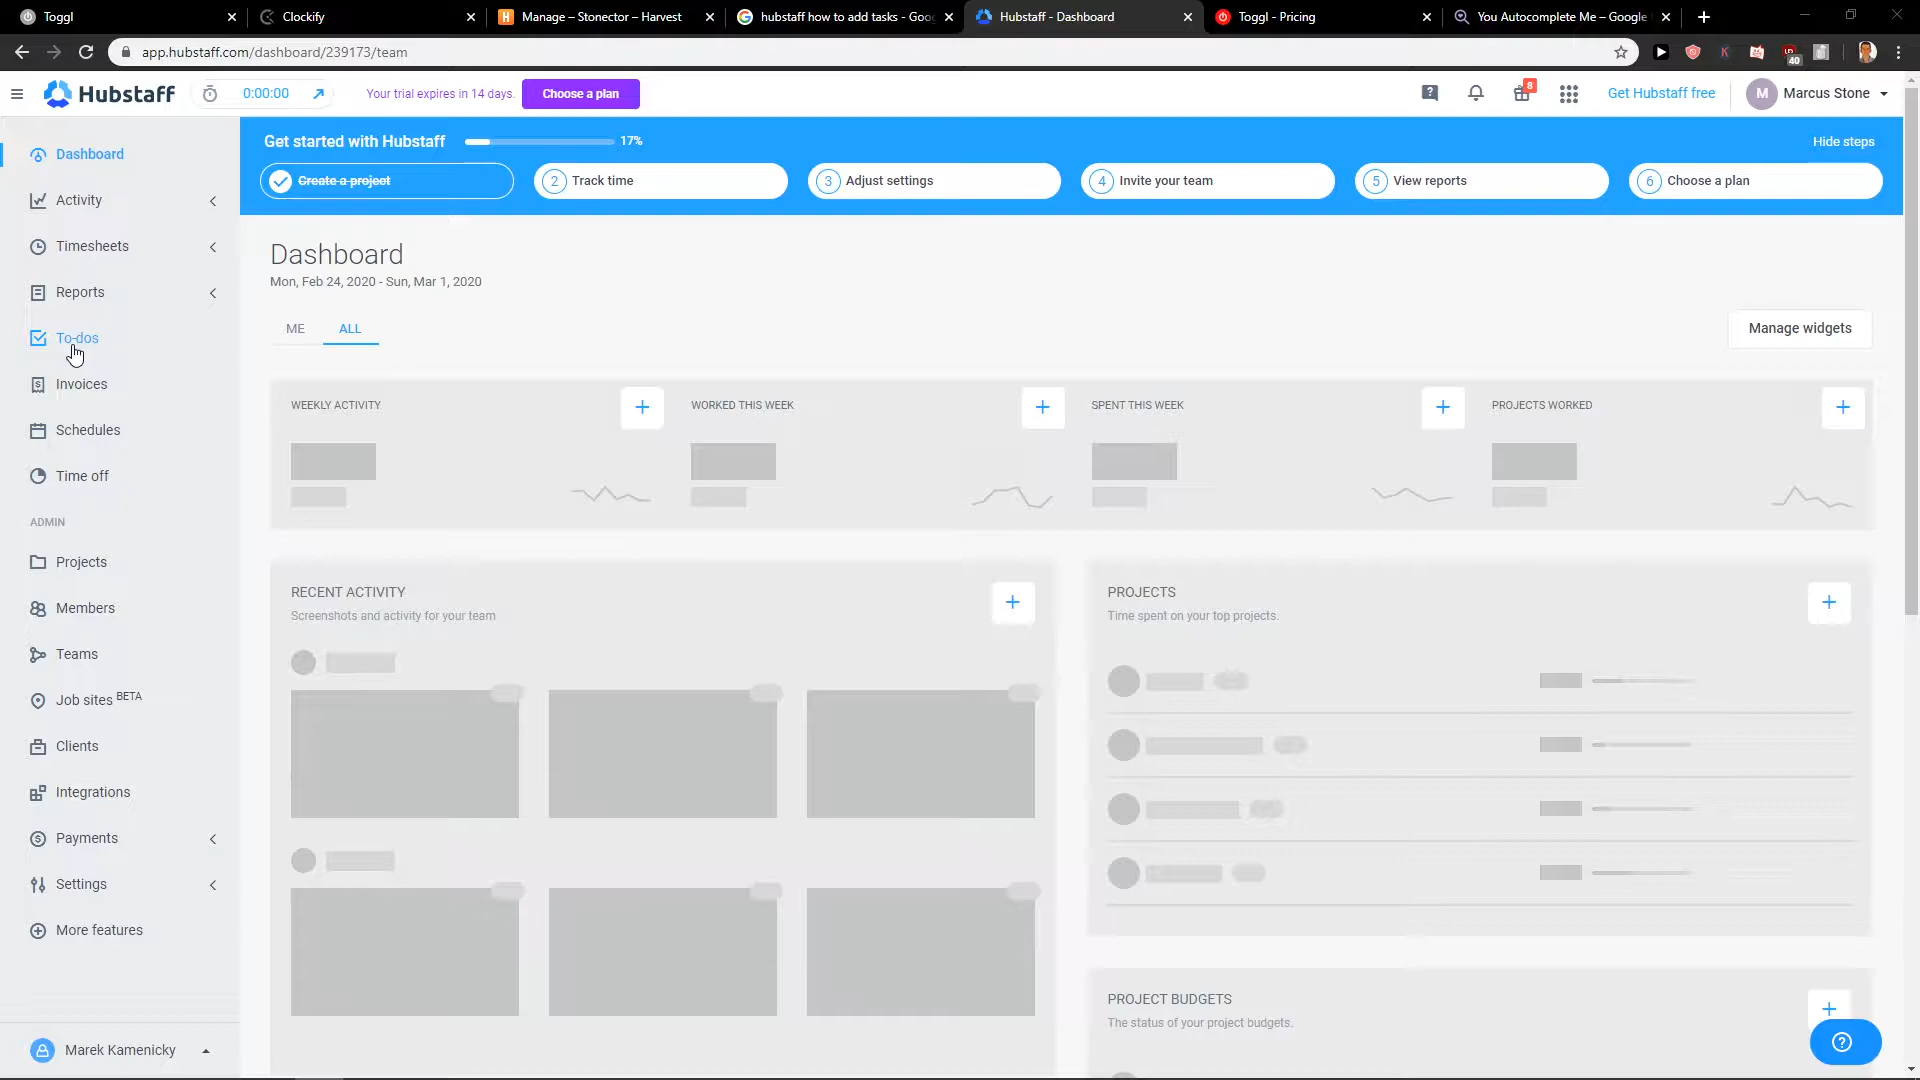 Toggl
Clockify
Manage – Stonector – Harvest
hubstaff how to add tasks - Goo
Hubstaff - Dashboard
Toggl - Pricing
You Autocomplete Me – Google
app.hubstaff.com/dashboard/239173/team
40
Hubstaff
0:00:00
Your trial expires in 14 days.
Choose a plan
8
Get Hubstaff free
M
Marcus Stone
Dashboard
Activity
Timesheets
Reports
To-dos
Invoices
Schedules
Time off
ADMIN
Projects
Members
Teams
Job sites BETA
Clients
Integrations
Payments
Settings
More features
Marek Kamenicky
Get started with Hubstaff
17%
Hide steps
Create a project
2 Track time
3 Adjust settings
4 Invite your team
5 View reports
6 Choose a plan
Dashboard
Mon, Feb 24, 2020 - Sun, Mar 1, 2020
ME
ALL
Manage widgets
WEEKLY ACTIVITY
WORKED THIS WEEK
SPENT THIS WEEK
PROJECTS WORKED
RECENT ACTIVITY
Screenshots and activity for your team
PROJECTS
Time spent on your top projects.
PROJECT BUDGETS
The status of your project budgets.